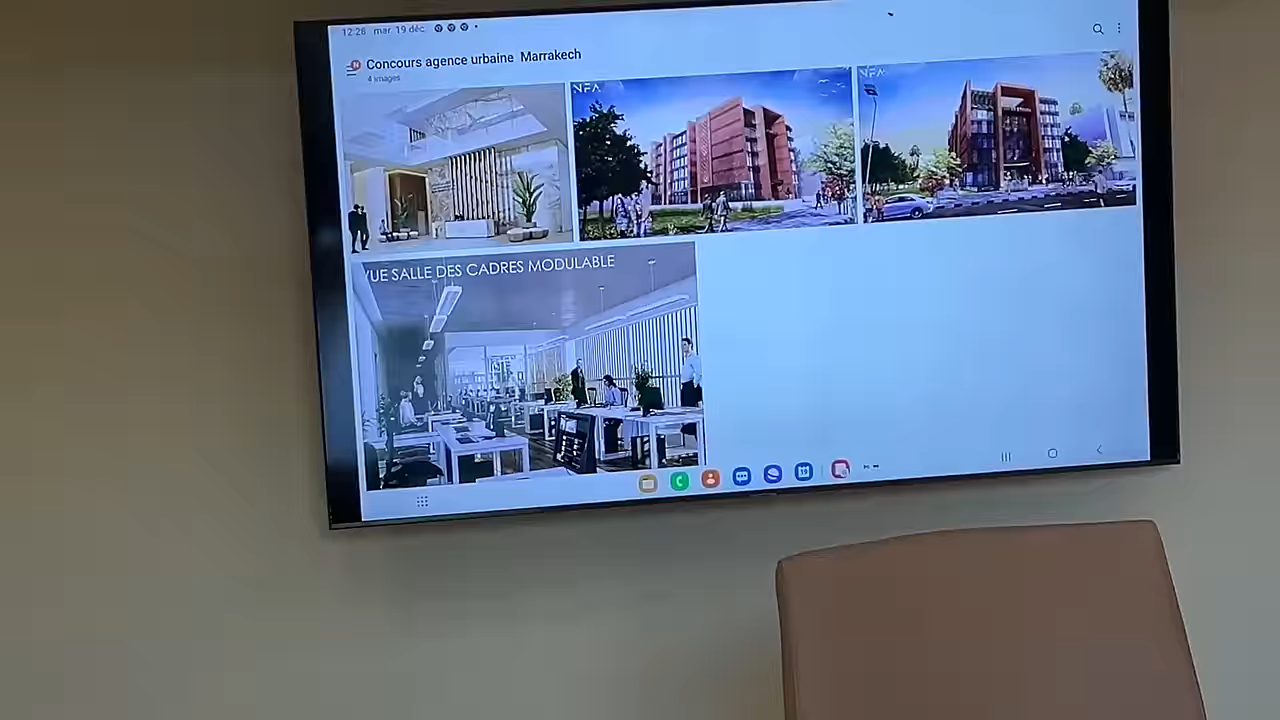 12:26 mar. 19 déc.
Concours agence urbaine Marrakech
4 images
NFA
NFA
VUE SALLE DES CADRES MODULABLE